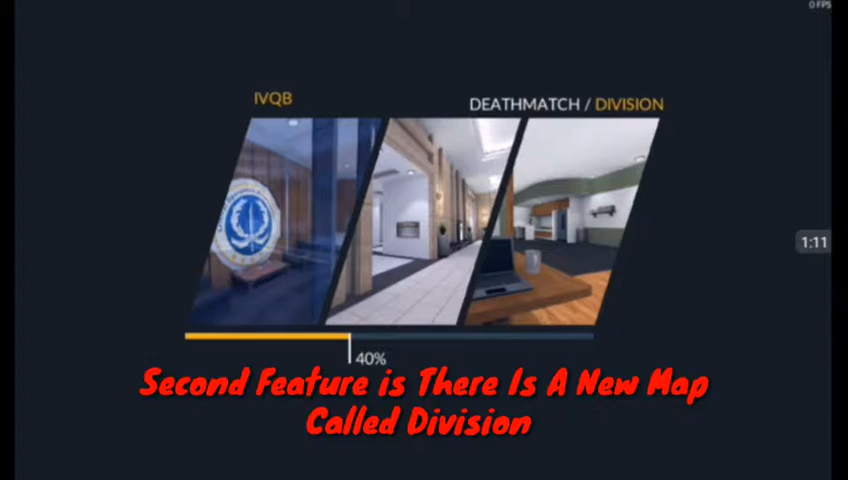 0 FPS
IVQB
DEATHMATCH / DIVISION
1:11
40%
Second Feature is There Is A New Map
Called Division